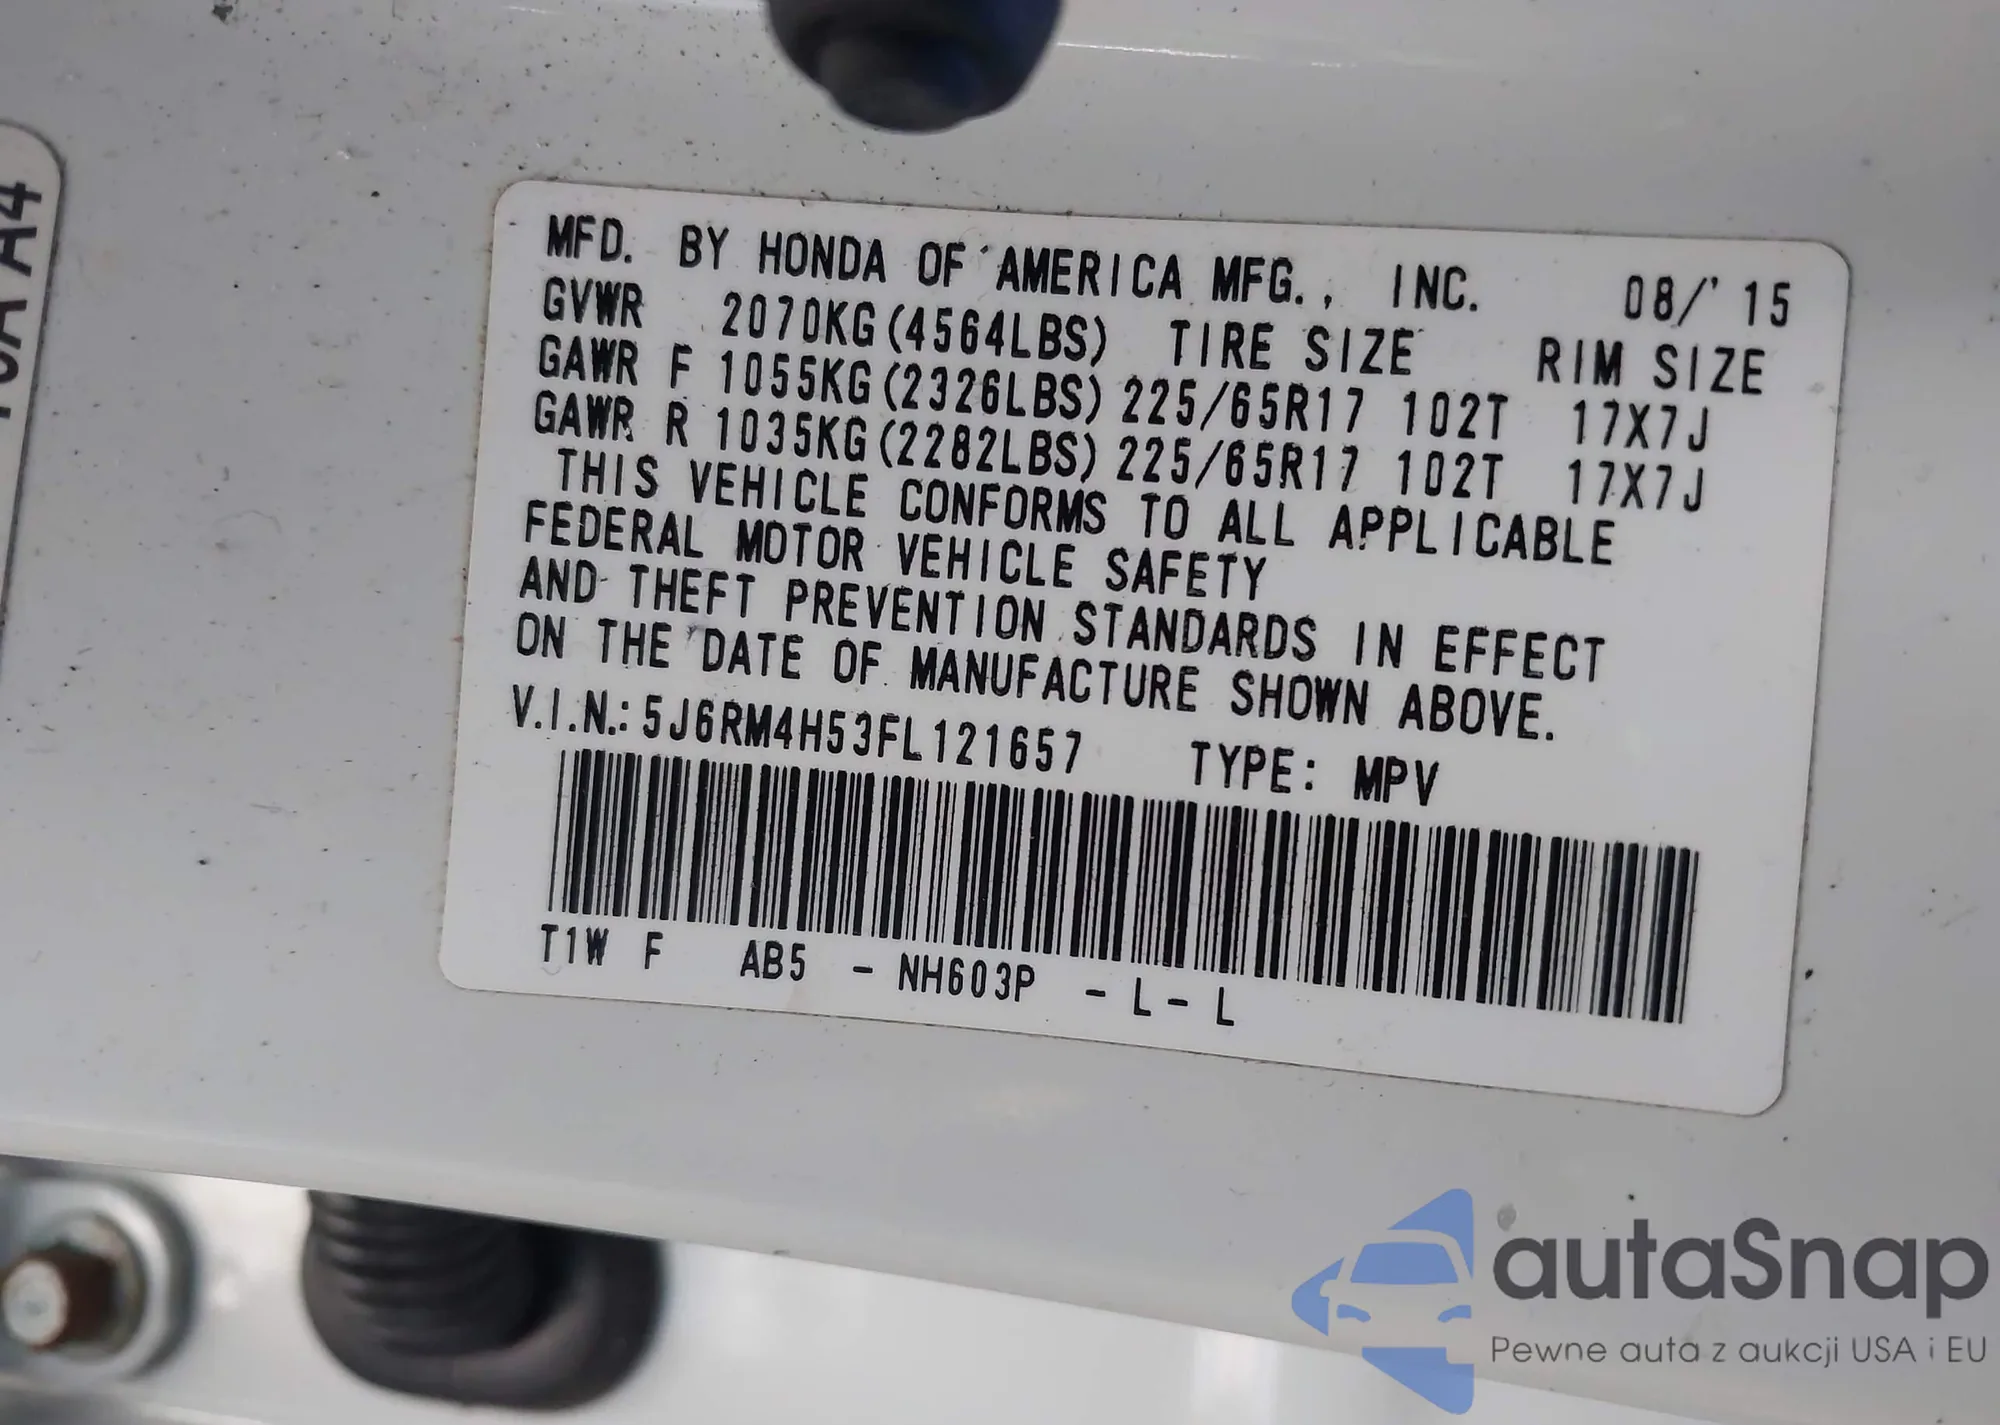 MFD. BY HONDA OF AMERICA MFG., INC. 08/'15
GVWR 2070KG(4564LBS) TIRE SIZE RIM SIZE
GAWR F 1055KG(2326LBS) 225/65R17 102T 17X7J
GAWR R 1035KG(2282LBS) 225/65R17 102T 17X7J
THIS VEHICLE CONFORMS TO ALL APPLICABLE
FEDERAL MOTOR VEHICLE SAFETY
AND THEFT PREVENTION STANDARDS IN EFFECT
ON THE DATE OF MANUFACTURE SHOWN ABOVE.
V.I.N.: 5J6RM4H53FL121657 TYPE: MPV
T1W F AB5 - NH603P - L - L
autaSnap
Pewne auta z aukcji USA i EU